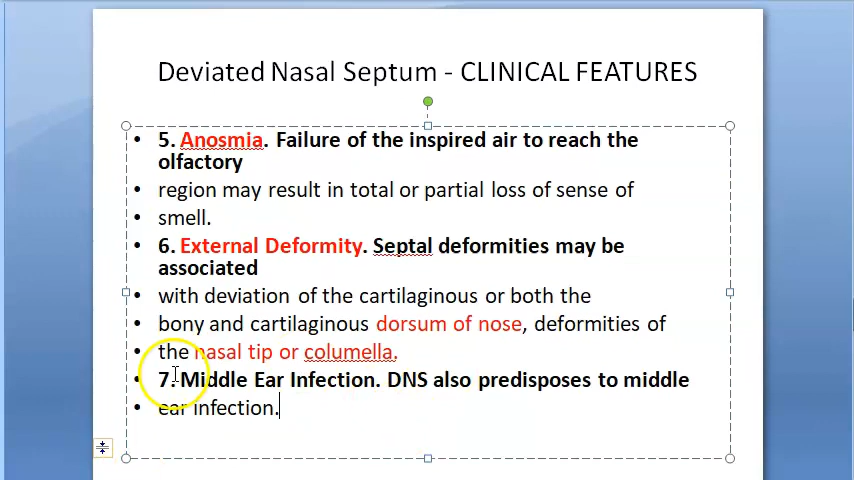 Deviated Nasal Septum - CLINICAL FEATURES
• 5. Anosmia. Failure of the inspired air to reach the
olfactory
• region may result in total or partial loss of sense of
• smell.
• 6. External Deformity. Septal deformities may be
associated
• with deviation of the cartilaginous or both the
• bony and cartilaginous dorsum of nose, deformities of
• the nasal tip or columella.
• 7. Middle Ear Infection. DNS also predisposes to middle
• ear infection.